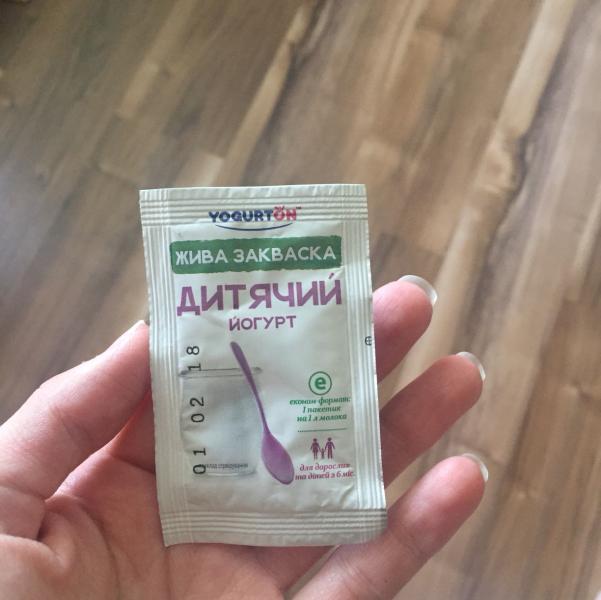 YOGURTŎN™
ЖИВА ЗАКВАСКА
ДИТЯЧИЙ
ЙОГУРТ
01 02 18
e
економ-формат:
1 пакетик
на 1 л молока
для дорослих
та дітей з 6 міс.